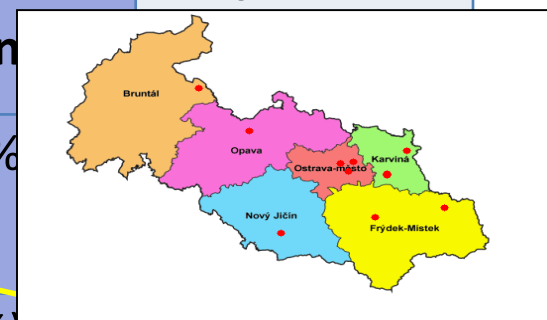 n
%
Bruntál
Opava
Ostrava-město
Karviná
Nový Jičín
Frýdek-Místek